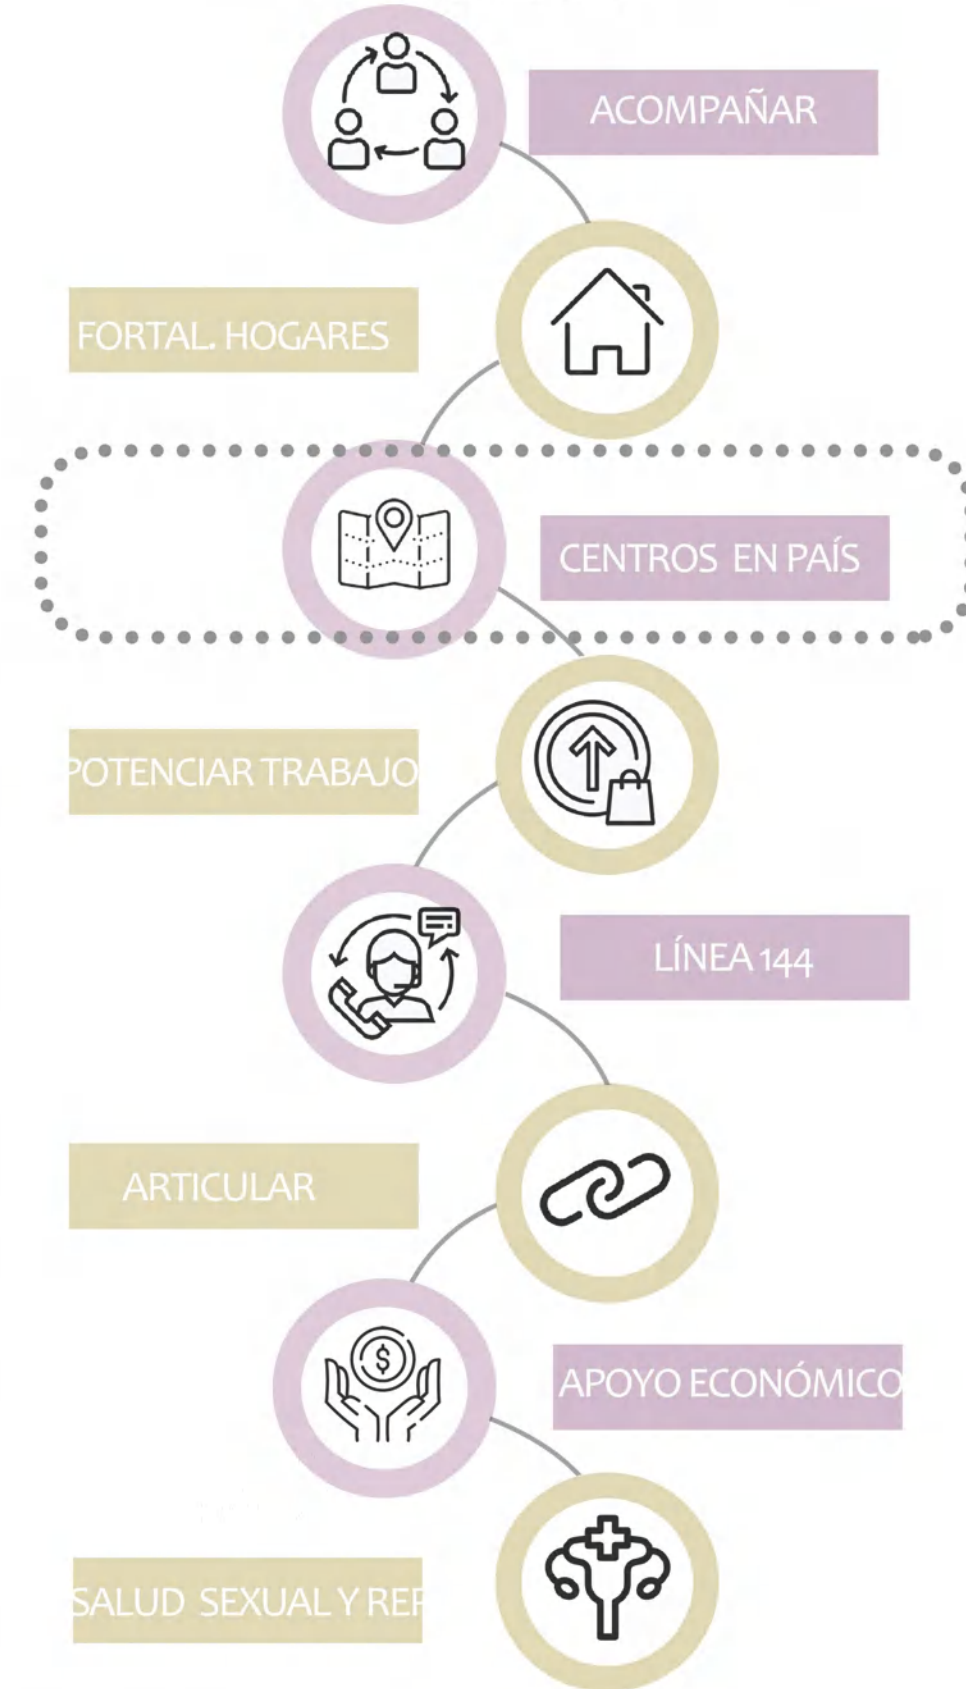 ACOMPAÑAR
FORTAL. HOGARES
CENTROS EN PAÍS
POTENCIAR TRABAJO
LÍNEA 144
ARTICULAR
$
APOYO ECONÓMICO
SALUD SEXUAL Y REP